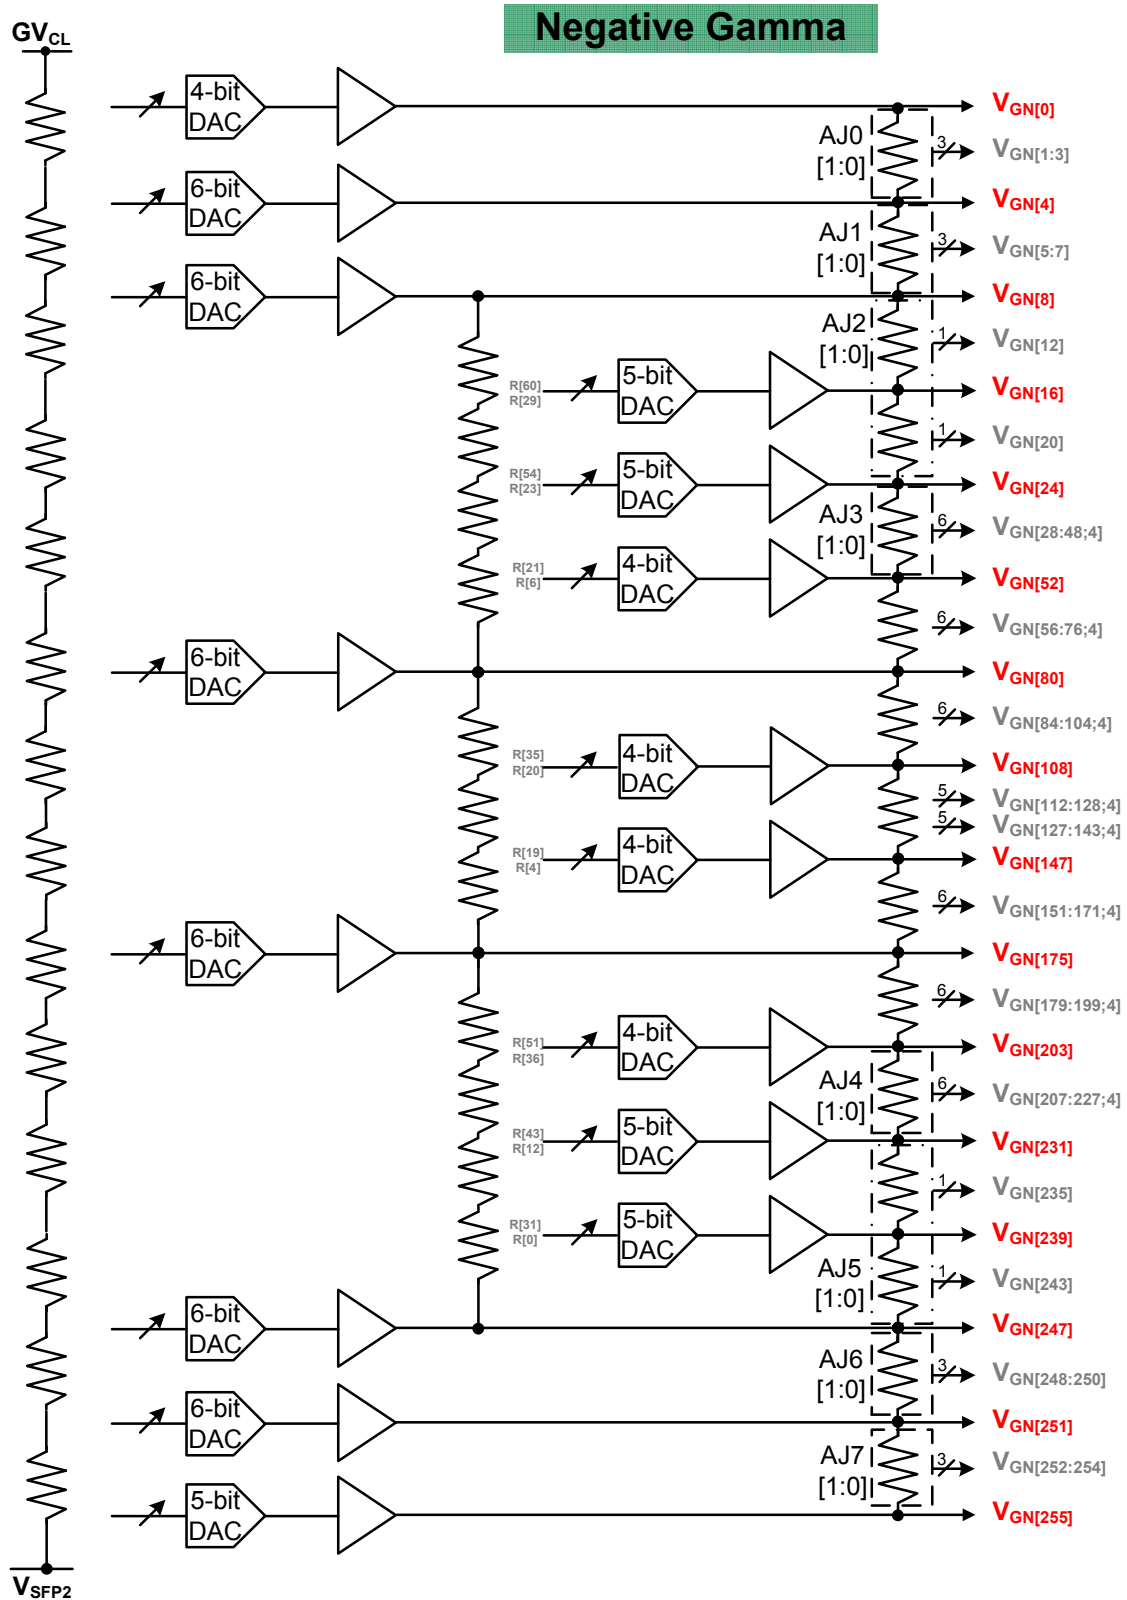 Negative Gamma
GVCL
4-bit
DAC
VGN[0]
AJ0
[1:0]
3
VGN[1:3]
6-bit
DAC
VGN[4]
AJ1
[1:0]
3
VGN[5:7]
6-bit
DAC
VGN[8]
AJ2
[1:0]
1
VGN[12]
R[60]
R[29]
5-bit
DAC
VGN[16]
1
VGN[20]
R[54]
R[23]
5-bit
DAC
VGN[24]
AJ3
[1:0]
6
VGN[28:48;4]
R[21]
R[6]
4-bit
DAC
VGN[52]
6
VGN[56:76;4]
6-bit
DAC
VGN[80]
6
VGN[84:104;4]
R[35]
R[20]
4-bit
DAC
VGN[108]
5
VGN[112:128;4]
5
VGN[127:143;4]
R[19]
R[4]
4-bit
DAC
VGN[147]
6
VGN[151:171;4]
6-bit
DAC
VGN[175]
6
VGN[179:199;4]
R[51]
R[36]
4-bit
DAC
VGN[203]
AJ4
[1:0]
6
VGN[207:227;4]
R[43]
R[12]
5-bit
DAC
VGN[231]
1
VGN[235]
R[31]
R[0]
5-bit
DAC
VGN[239]
AJ5
[1:0]
1
VGN[243]
6-bit
DAC
VGN[247]
AJ6
[1:0]
3
VGN[248:250]
6-bit
DAC
VGN[251]
AJ7
[1:0]
3
VGN[252:254]
5-bit
DAC
VGN[255]
VSFP2